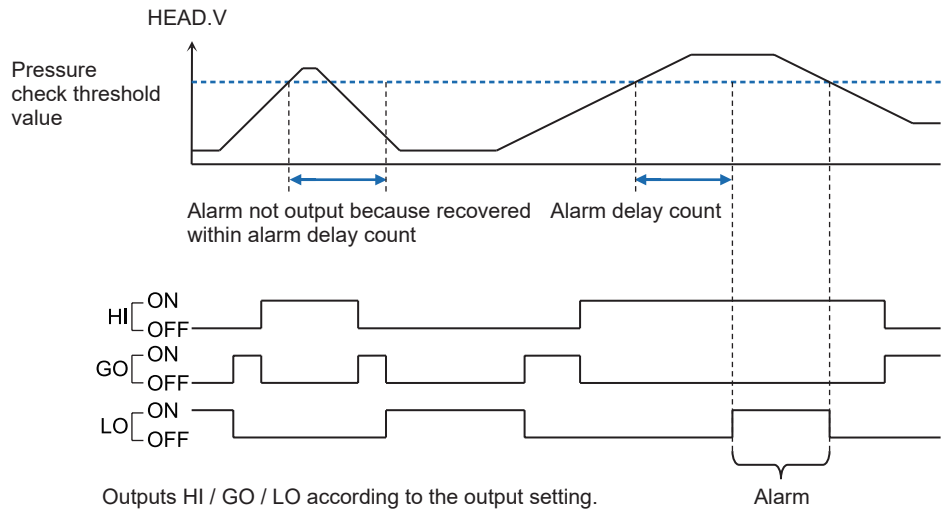 HEAD.V
Pressure
check threshold
value
Alarm not output because recovered
within alarm delay count
Alarm delay count
HI
ON
OFF
GO
ON
OFF
LO
ON
OFF
Outputs HI / GO / LO according to the output setting.
Alarm